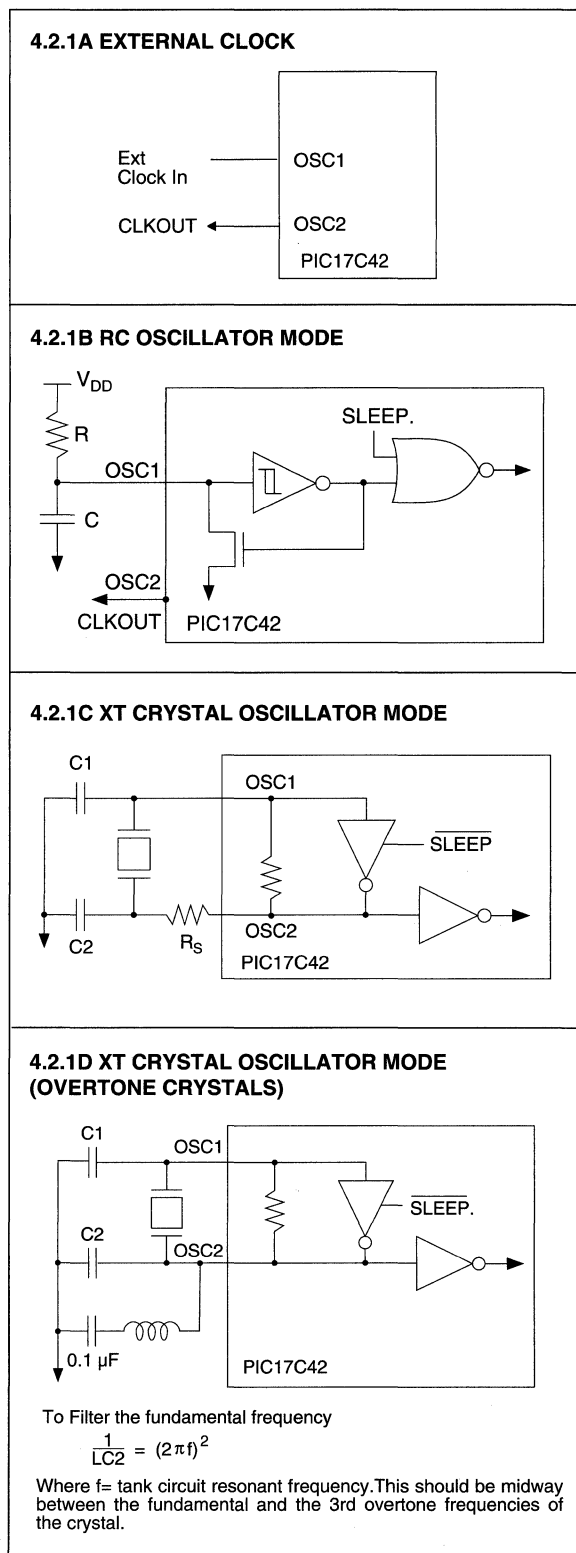 4.2.1A EXTERNAL CLOCK
Ext
Clock In
OSC1
CLKOUT
OSC2
PIC17C42
4.2.1B RC OSCILLATOR MODE
VDD
R
SLEEP.
OSC1
C
OSC2
CLKOUT
PIC17C42
4.2.1C XT CRYSTAL OSCILLATOR MODE
C1
OSC1
SLEEP
C2
RS
OSC2
PIC17C42
4.2.1D XT CRYSTAL OSCILLATOR MODE
(OVERTONE CRYSTALS)
C1
OSC1
SLEEP.
C2
OSC2
0.1 µF
PIC17C42
To Filter the fundamental frequency
1/LC2 = (2πf)²
Where f= tank circuit resonant frequency.This should be midway
between the fundamental and the 3rd overtone frequencies of
the crystal.